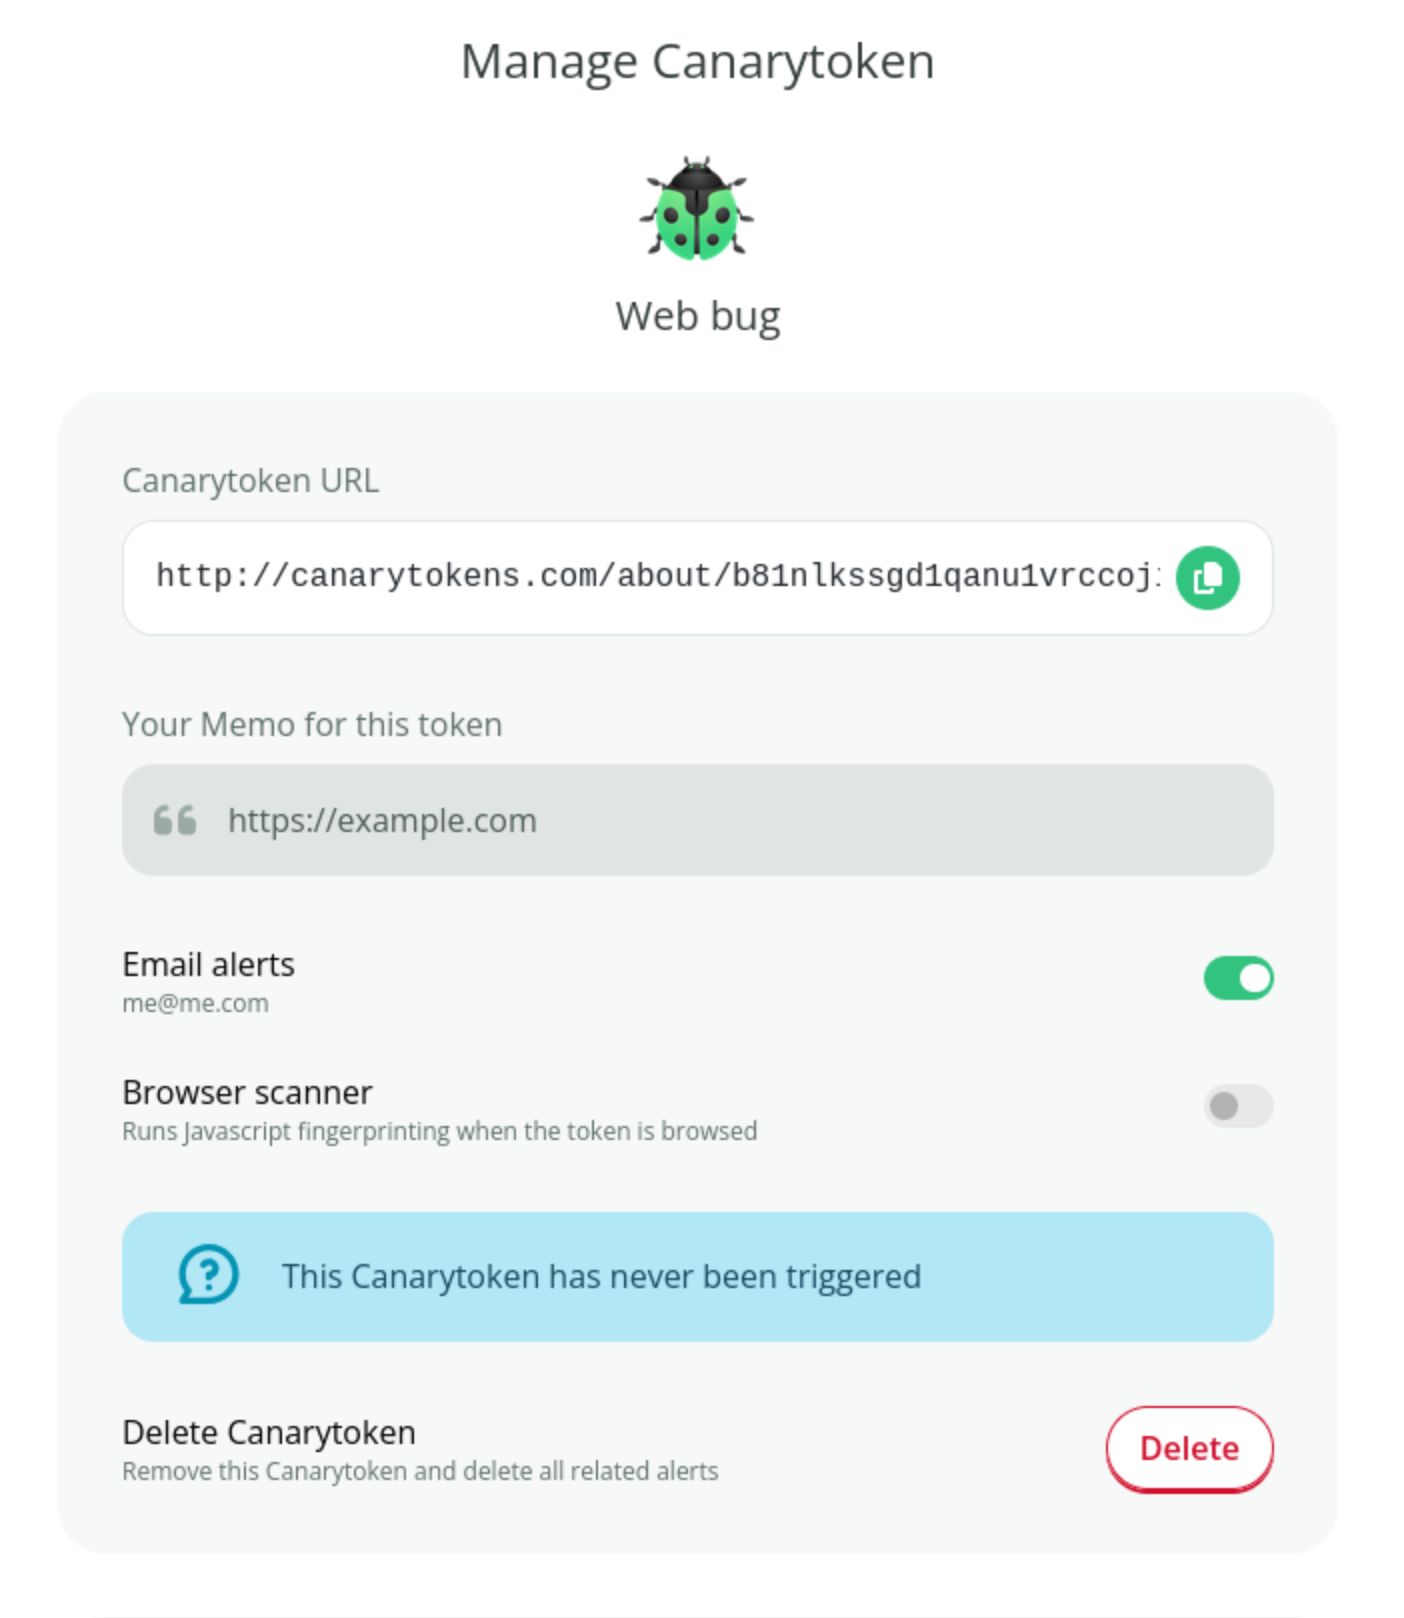 Manage Canarytoken
Web bug
Canarytoken URL
http://canarytokens.com/about/b81nlkssgd1qanu1vrccoj
Your Memo for this token
https://example.com
Email alerts
me@me.com
Browser scanner
Runs Javascript fingerprinting when the token is browsed
This Canarytoken has never been triggered
Delete Canarytoken
Delete
Remove this Canarytoken and delete all related alerts